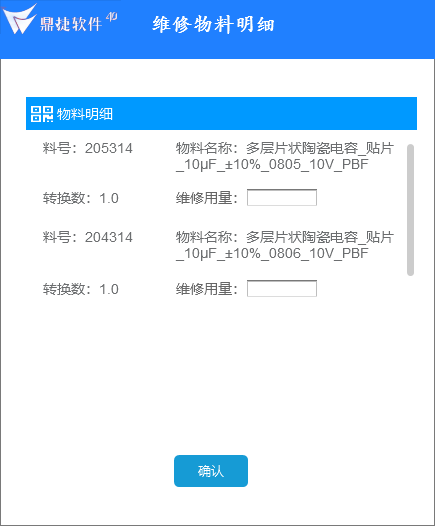 鼎捷软件 40
维修物料明细
物料明细
料号：205314
物料名称：多层片状陶瓷电容_贴片
_10μF_±10%_0805_10V_PBF
转换数：1.0
维修用量：
料号：204314
物料名称：多层片状陶瓷电容_贴片
_10μF_±10%_0806_10V_PBF
转换数：1.0
维修用量：
确认